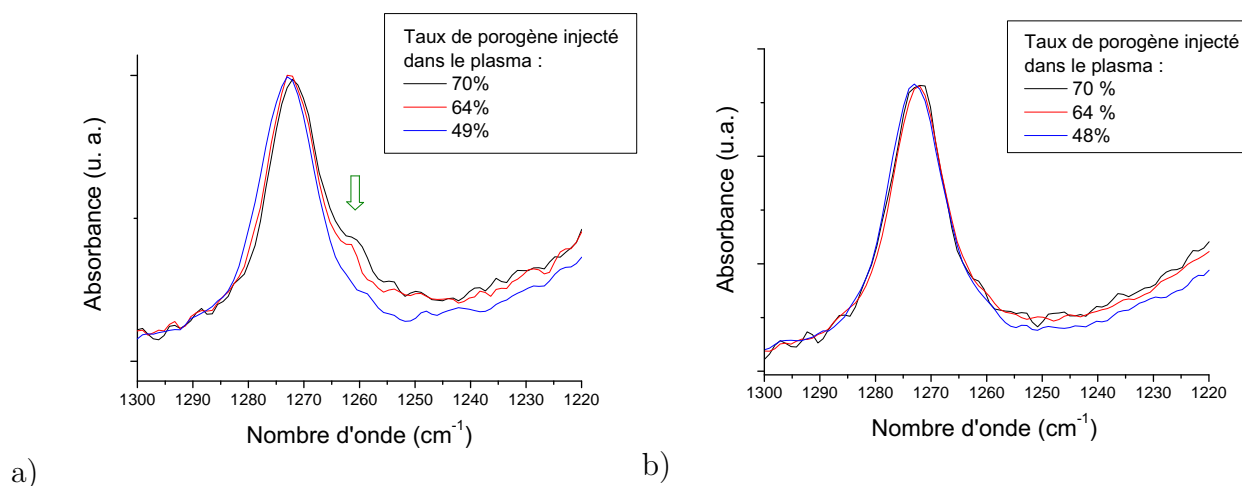 Taux de porogène injecté
dans le plasma :
70%
64%
49%
Absorbance (u. a.)
1300 1290 1280 1270 1260 1250 1240 1230 1220
Nombre d'onde (cm-1)
a)
Taux de porogène injecté
dans le plasma :
70 %
64 %
48%
Absorbance (u.a.)
1300 1290 1280 1270 1260 1250 1240 1230 1220
Nombre d'onde (cm-1)
b)